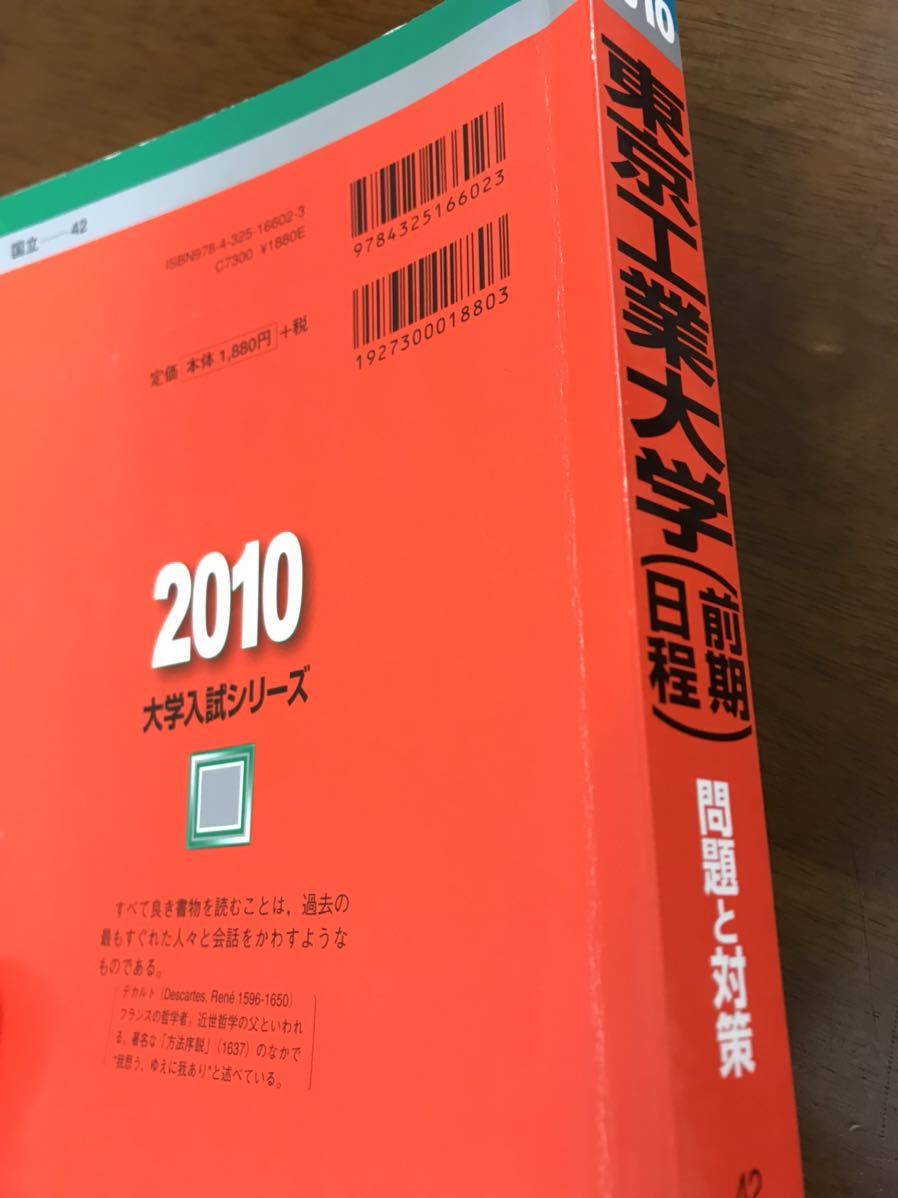 国立──42
ISBN978-4-325-16602-3
C7300 ¥1880E
定価 本体1,880円 +税
9784325166023
1927300018803
2010
大学入試シリーズ
すべて良き書物を読むことは，過去の
最もすぐれた人々と会話をかわすような
ものである。
デカルト（Descartes, René 1596-1650）
フランスの哲学者。近世哲学の父といわれ
る。著名な「方法序説」（1637）のなかで
"我思う、ゆえに我あり"と述べている。
東京工業大学（前期日程）
問題と対策